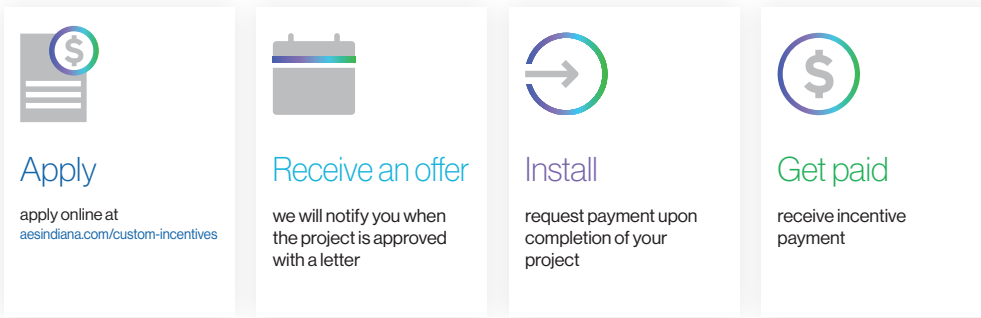 Apply
apply online at
aesindiana.com/custom-incentives
Receive an offer
we will notify you when
the project is approved
with a letter
Install
request payment upon
completion of your
project
Get paid
receive incentive
payment